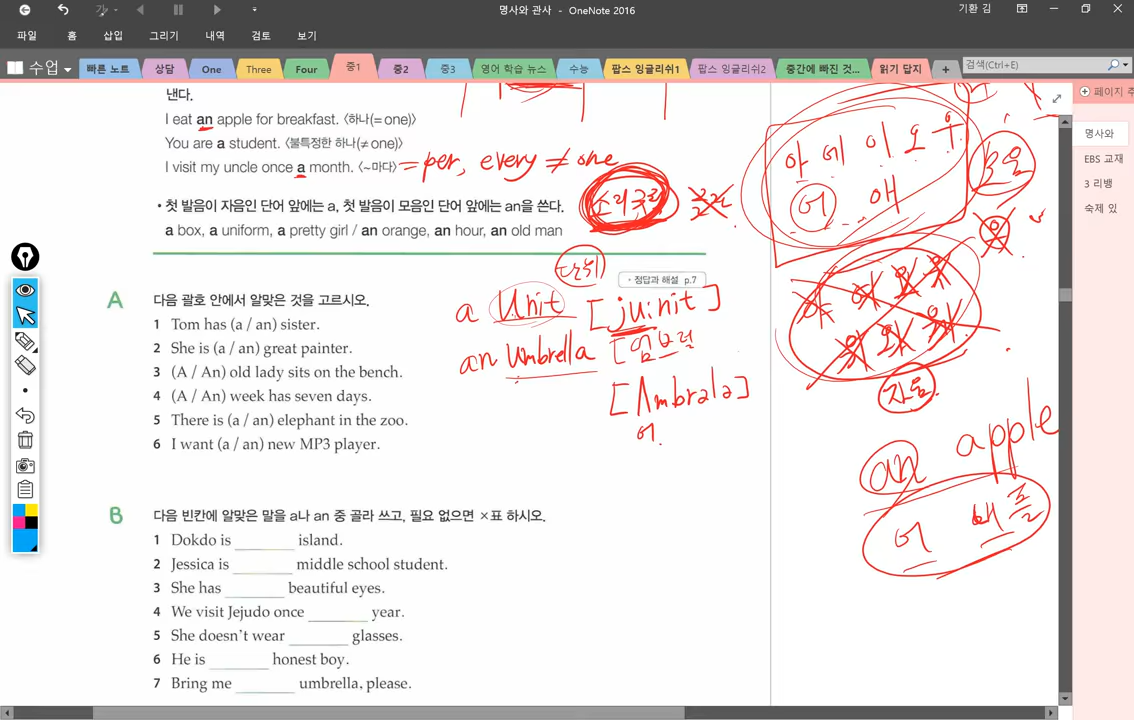 명사와 관사 - OneNote 2016
기환 김
파일 홈 삽입 그리기 내역 검토 보기
수업 빠른 노트 상담 One Three Four 중1 중2 중3 영어 학습 뉴스 수능 팝스 잉글리쉬1 팝스 잉글리쉬2 중간에 빠진 것... 읽기 답지 + 검색(Ctrl+E)
페이지 추
명사와
EBS 교재
3 리뱅
숙제 있
낸다.
I eat an apple for breakfast. 〈하나(= one)〉
You are a student. 〈불특정한 하나(≠ one)〉
I visit my uncle once a month. 〈~마다〉 = per, every ≠ one
• 첫 발음이 자음인 단어 앞에는 a, 첫 발음이 모음인 단어 앞에는 an을 쓴다.
a box, a uniform, a pretty girl / an orange, an hour, an old man
아 에 이 오 우
어 애
모음
자음
단위
• 정답과 해설 p.7
a Unit [juinit]
an Umbrella [엄브럴
[ʌmbrələ]
어.
an apple
어 애플
A 다음 괄호 안에서 알맞은 것을 고르시오.
1 Tom has (a / an) sister.
2 She is (a / an) great painter.
3 (A / An) old lady sits on the bench.
4 (A / An) week has seven days.
5 There is (a / an) elephant in the zoo.
6 I want (a / an) new MP3 player.
B 다음 빈칸에 알맞은 말을 a나 an 중 골라 쓰고, 필요 없으면 ×표 하시오.
1 Dokdo is ______ island.
2 Jessica is ______ middle school student.
3 She has ______ beautiful eyes.
4 We visit Jejudo once ______ year.
5 She doesn't wear ______ glasses.
6 He is ______ honest boy.
7 Bring me ______ umbrella, please.